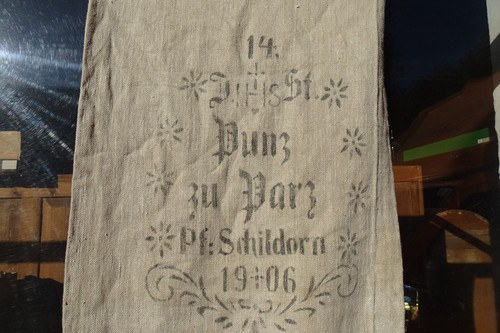 14.
St.
Punz
zu Parz
Pf: Schildorn
19+06